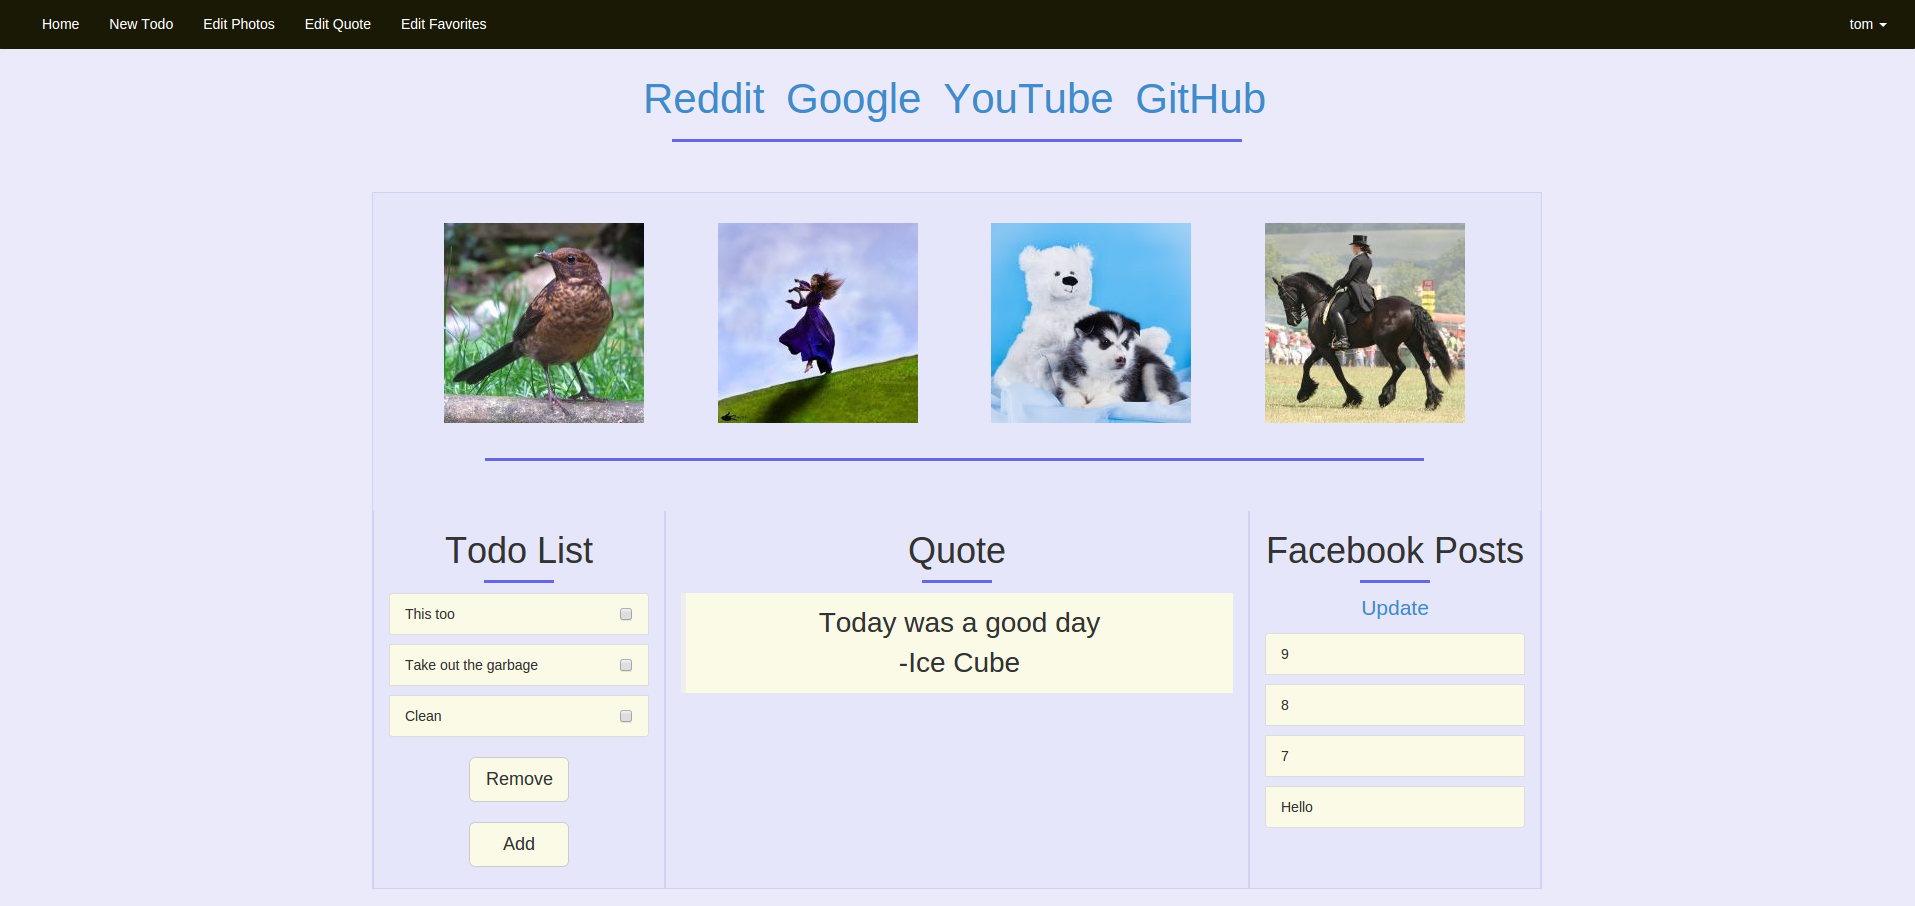 Home New Todo Edit Photos Edit Quote Edit Favorites tom
Reddit Google YouTube GitHub
Todo List
This too
Take out the garbage
Clean
Remove
Add
Quote
Today was a good day
-Ice Cube
Facebook Posts
Update
9
8
7
Hello